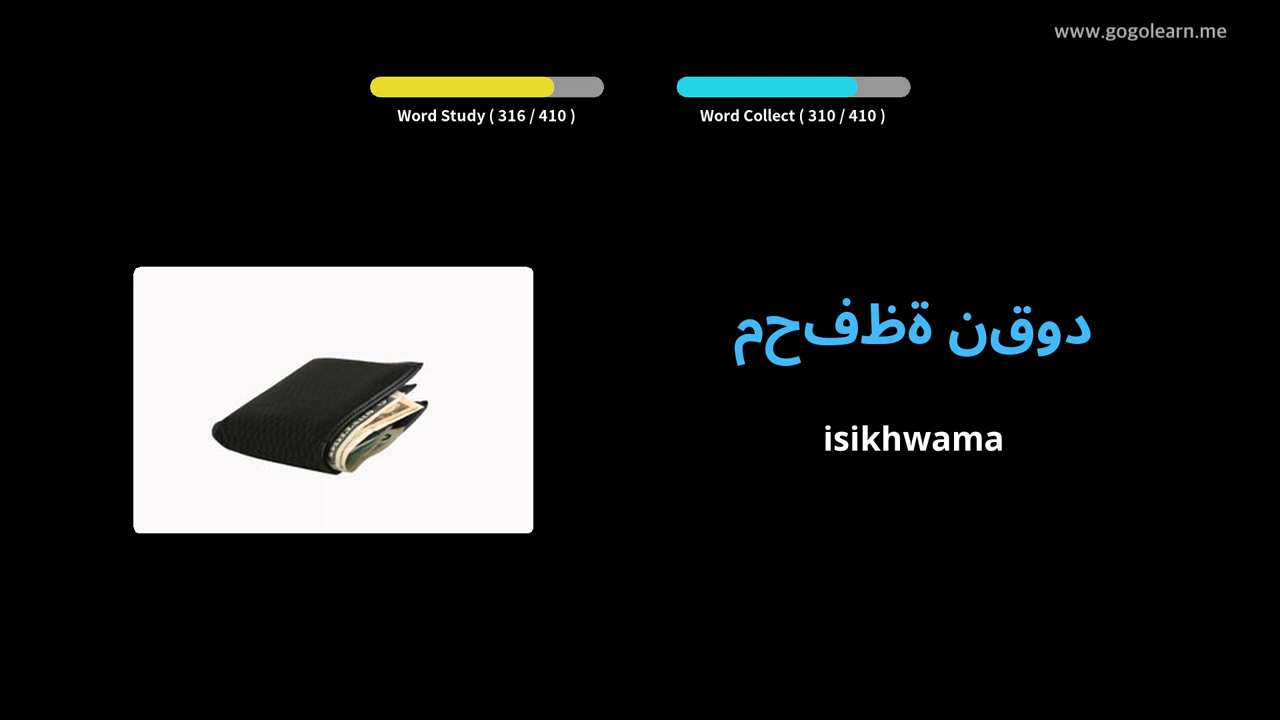 www.gogolearn.me
Word Study ( 316 / 410 )
Word Collect ( 310 / 410 )
محفظة نقود
isikhwama